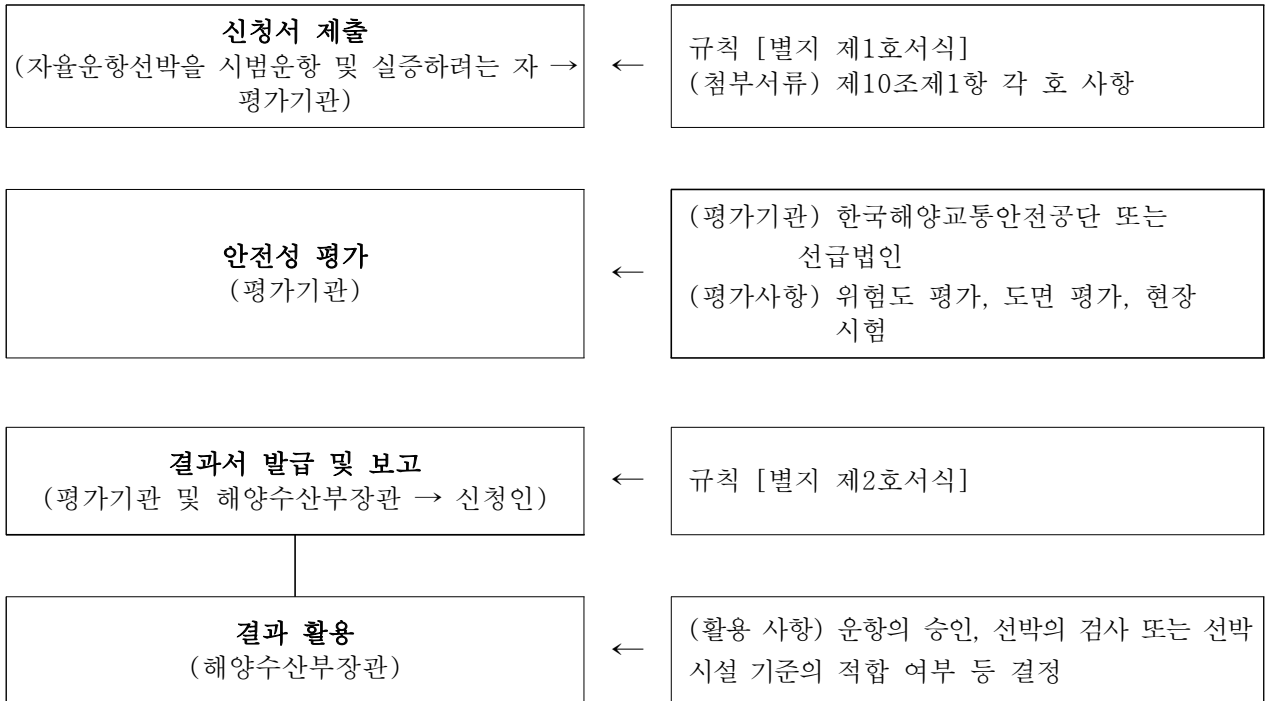 신청서 제출
(자율운항선박을 시범운항 및 실증하려는 자 →
평가기관)
←
규칙 [별지 제1호서식]
(첨부서류) 제10조제1항 각 호 사항
안전성 평가
(평가기관)
←
(평가기관) 한국해양교통안전공단 또는
선급법인
(평가사항) 위험도 평가, 도면 평가, 현장
시험
결과서 발급 및 보고
(평가기관 및 해양수산부장관 → 신청인)
←
규칙 [별지 제2호서식]
결과 활용
(해양수산부장관)
←
(활용 사항) 운항의 승인, 선박의 검사 또는 선박
시설 기준의 적합 여부 등 결정